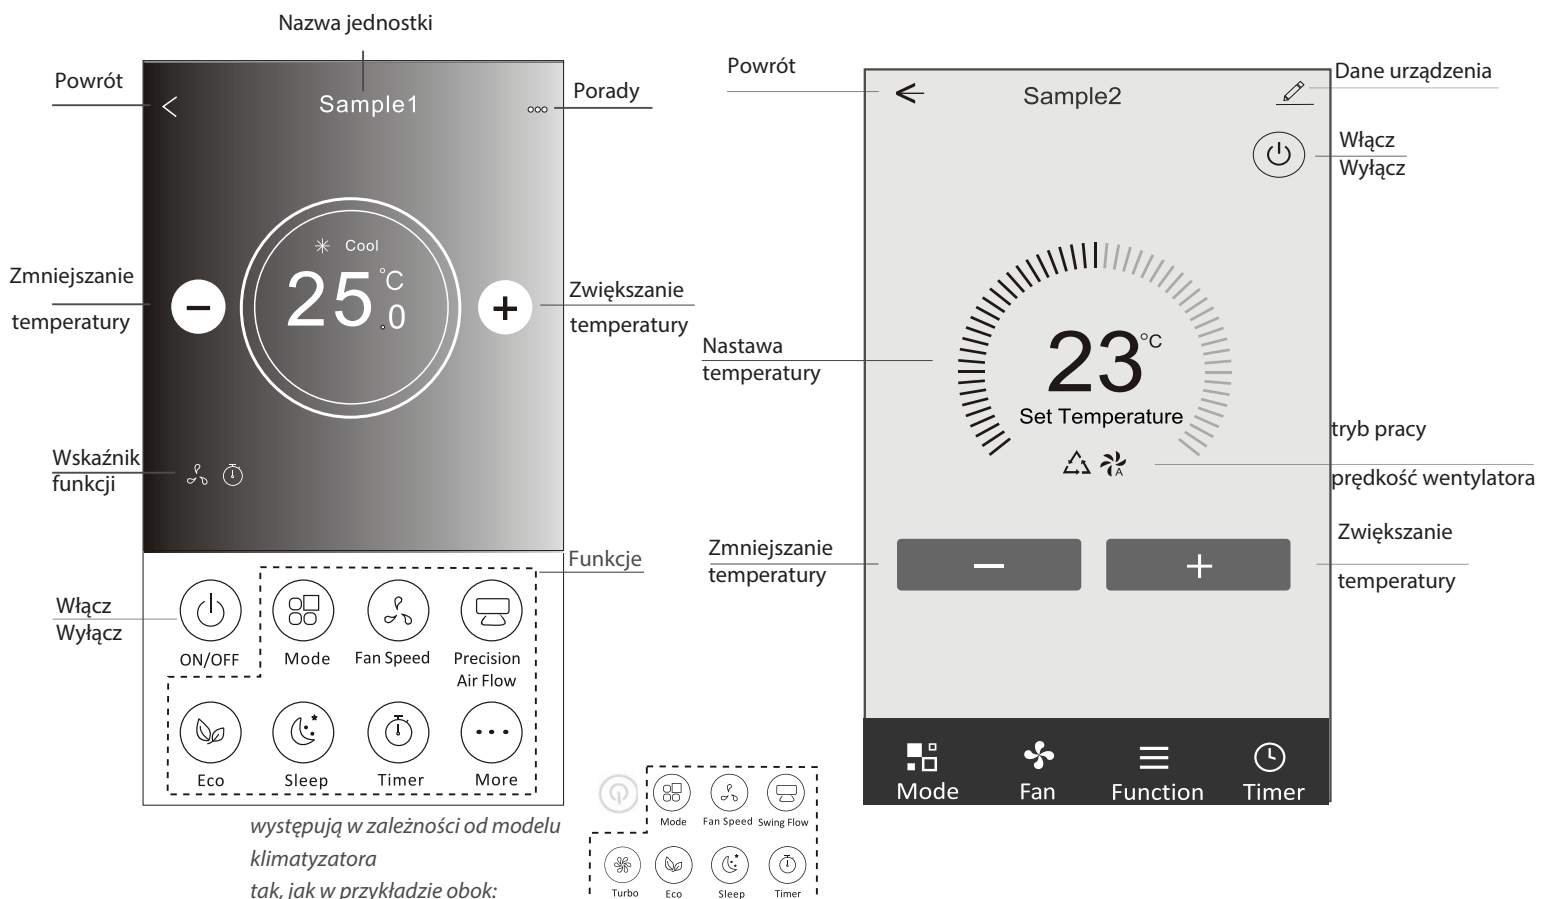 Nazwa jednostki
Powrót
Sample1
Porady
Cool
25.0 °C
Zmniejszanie
temperatury
Zwiększanie
temperatury
Wskaźnik
funkcji
Funkcje
Włącz
Wyłącz
ON/OFF
Mode
Fan Speed
Precision
Air Flow
Eco
Sleep
Timer
More
występują w zależności od modelu
klimatyzatora
tak, jak w przykładzie obok:
Mode
Fan Speed
Swing Flow
Turbo
Eco
Sleep
Timer
Powrót
Sample2
Dane urządzenia
Włącz
Wyłącz
Nastawa
temperatury
23°C
Set Temperature
A
tryb pracy
prędkość wentylatora
Zmniejszanie
temperatury
Zwiększanie
temperatury
Mode
Fan
Function
Timer